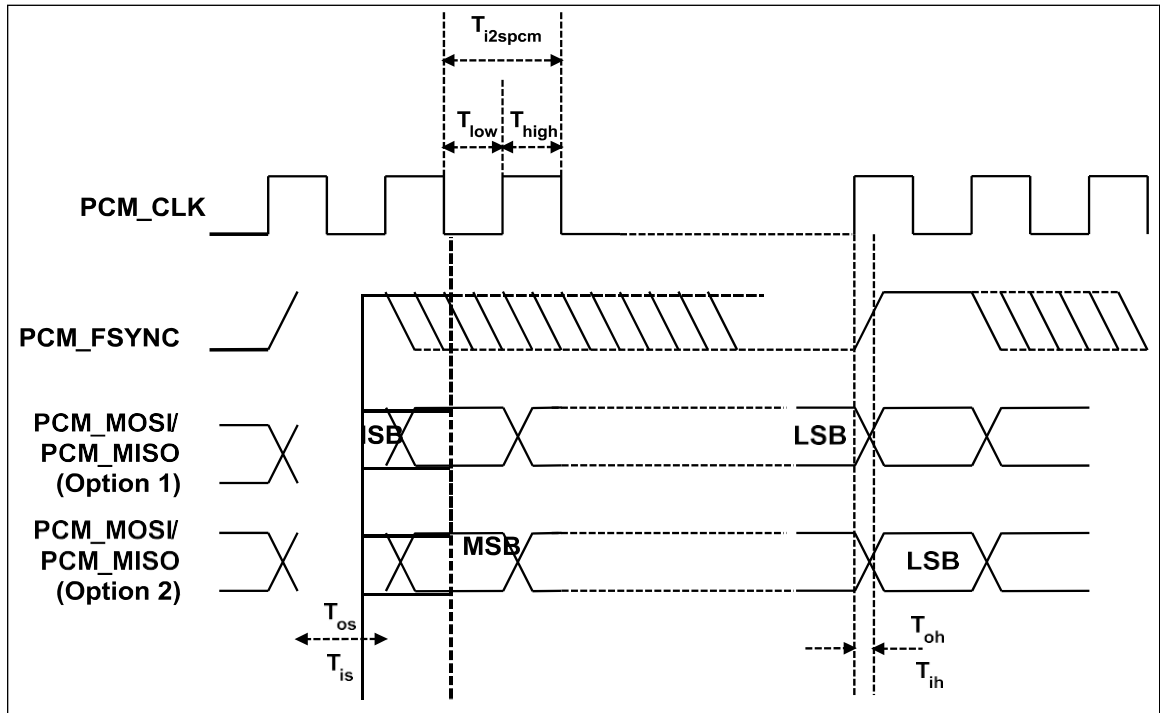 Ti2spcm
Tlow Thigh
PCM_CLK
PCM_FSYNC
PCM_MOSI/
PCM_MISO
(Option 1)
LSB
PCM_MOSI/
PCM_MISO
(Option 2)
MSB
LSB
Tos
Tis
Toh
Tih